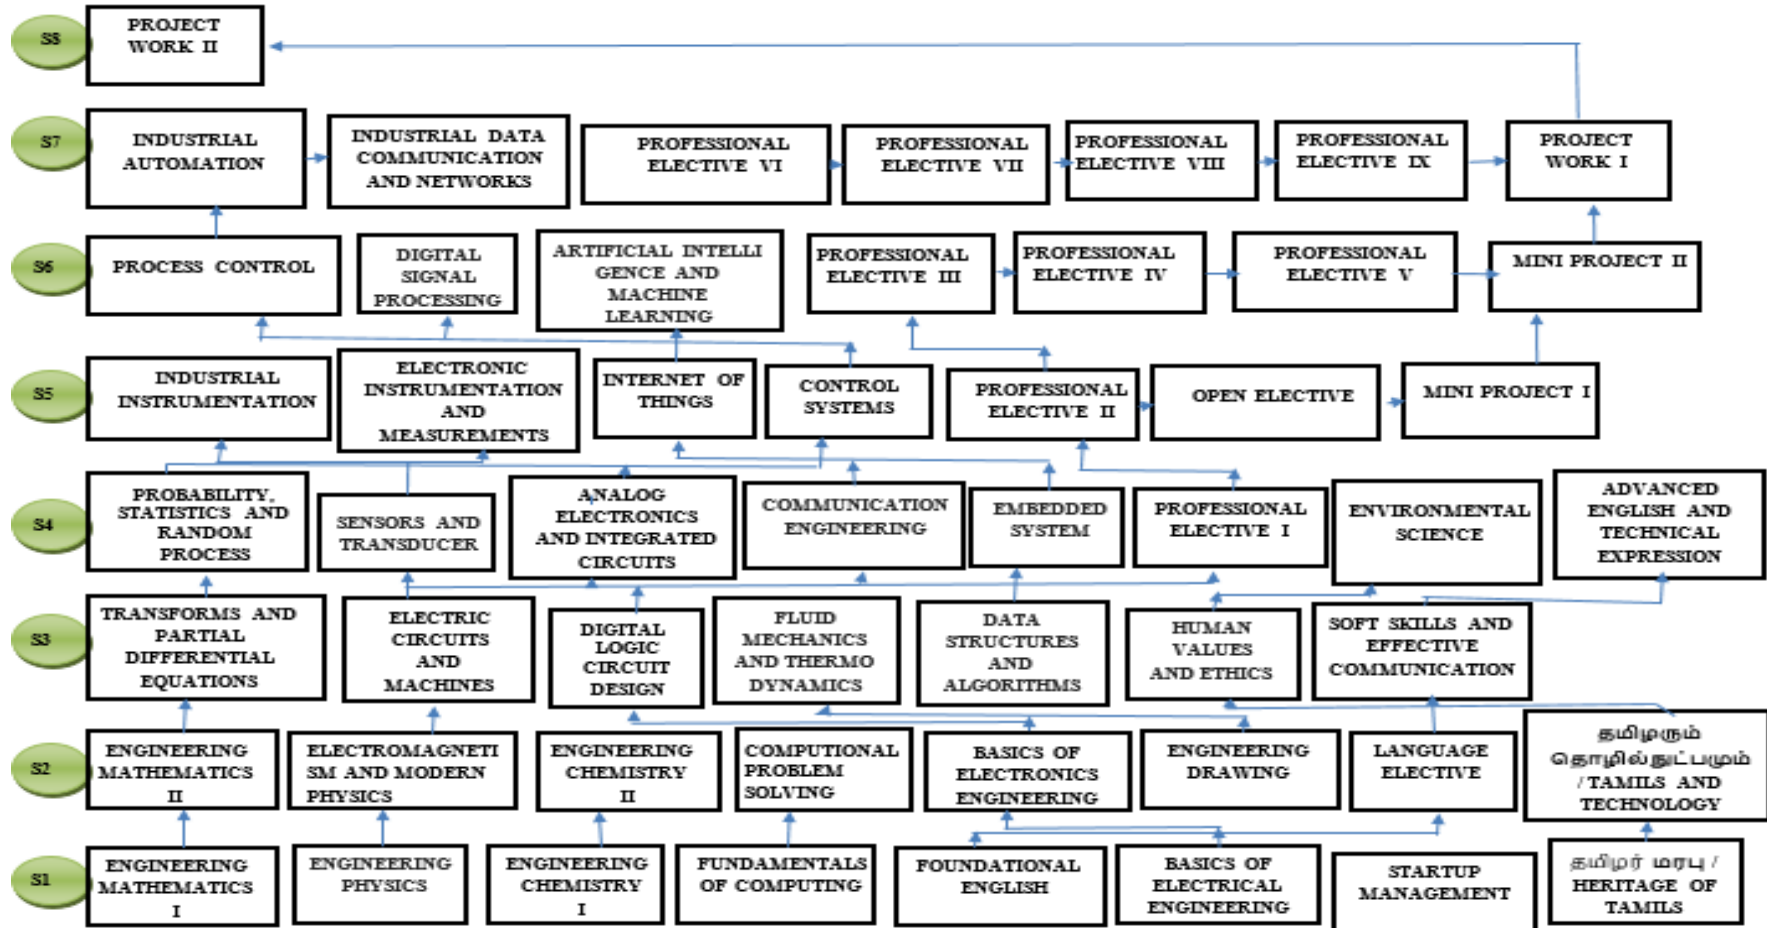 S8
PROJECT
WORK II
S7
INDUSTRIAL
AUTOMATION
INDUSTRIAL DATA
COMMUNICATION
AND NETWORKS
PROFESSIONAL
ELECTIVE VI
PROFESSIONAL
ELECTIVE VII
PROFESSIONAL
ELECTIVE VIII
PROFESSIONAL
ELECTIVE IX
PROJECT
WORK I
S6
PROCESS CONTROL
DIGITAL
SIGNAL
PROCESSING
ARTIFICIAL INTELLI
GENCE AND
MACHINE
LEARNING
PROFESSIONAL
ELECTIVE III
PROFESSIONAL
ELECTIVE IV
PROFESSIONAL
ELECTIVE V
MINI PROJECT II
S5
INDUSTRIAL
INSTRUMENTATION
ELECTRONIC
INSTRUMENTATION
AND
MEASUREMENTS
INTERNET OF
THINGS
CONTROL
SYSTEMS
PROFESSIONAL
ELECTIVE II
OPEN ELECTIVE
MINI PROJECT I
S4
PROBABILITY,
STATISTICS AND
RANDOM
PROCESS
SENSORS AND
TRANSDUCER
ANALOG
ELECTRONICS
AND INTEGRATED
CIRCUITS
COMMUNICATION
ENGINEERING
EMBEDDED
SYSTEM
PROFESSIONAL
ELECTIVE I
ENVIRONMENTAL
SCIENCE
ADVANCED
ENGLISH AND
TECHNICAL
EXPRESSION
S3
TRANSFORMS AND
PARTIAL
DIFFERENTIAL
EQUATIONS
ELECTRIC
CIRCUITS
AND
MACHINES
DIGITAL
LOGIC
CIRCUIT
DESIGN
FLUID
MECHANICS
AND THERMO
DYNAMICS
DATA
STRUCTURES
AND
ALGORITHMS
HUMAN
VALUES
AND ETHICS
SOFT SKILLS AND
EFFECTIVE
COMMUNICATION
S2
ENGINEERING
MATHEMATICS
II
ELECTROMAGNETI
SM AND MODERN
PHYSICS
ENGINEERING
CHEMISTRY
II
COMPUTATIONAL
PROBLEM
SOLVING
BASICS OF
ELECTRONICS
ENGINEERING
ENGINEERING
DRAWING
LANGUAGE
ELECTIVE
தமிழரும்
தொழில்நுட்பமும்
/ TAMILS AND
TECHNOLOGY
S1
ENGINEERING
MATHEMATICS
I
ENGINEERING
PHYSICS
ENGINEERING
CHEMISTRY
I
FUNDAMENTALS
OF COMPUTING
FOUNDATIONAL
ENGLISH
BASICS OF
ELECTRICAL
ENGINEERING
STARTUP
MANAGEMENT
தமிழர் மரபு /
HERITAGE OF
TAMILS